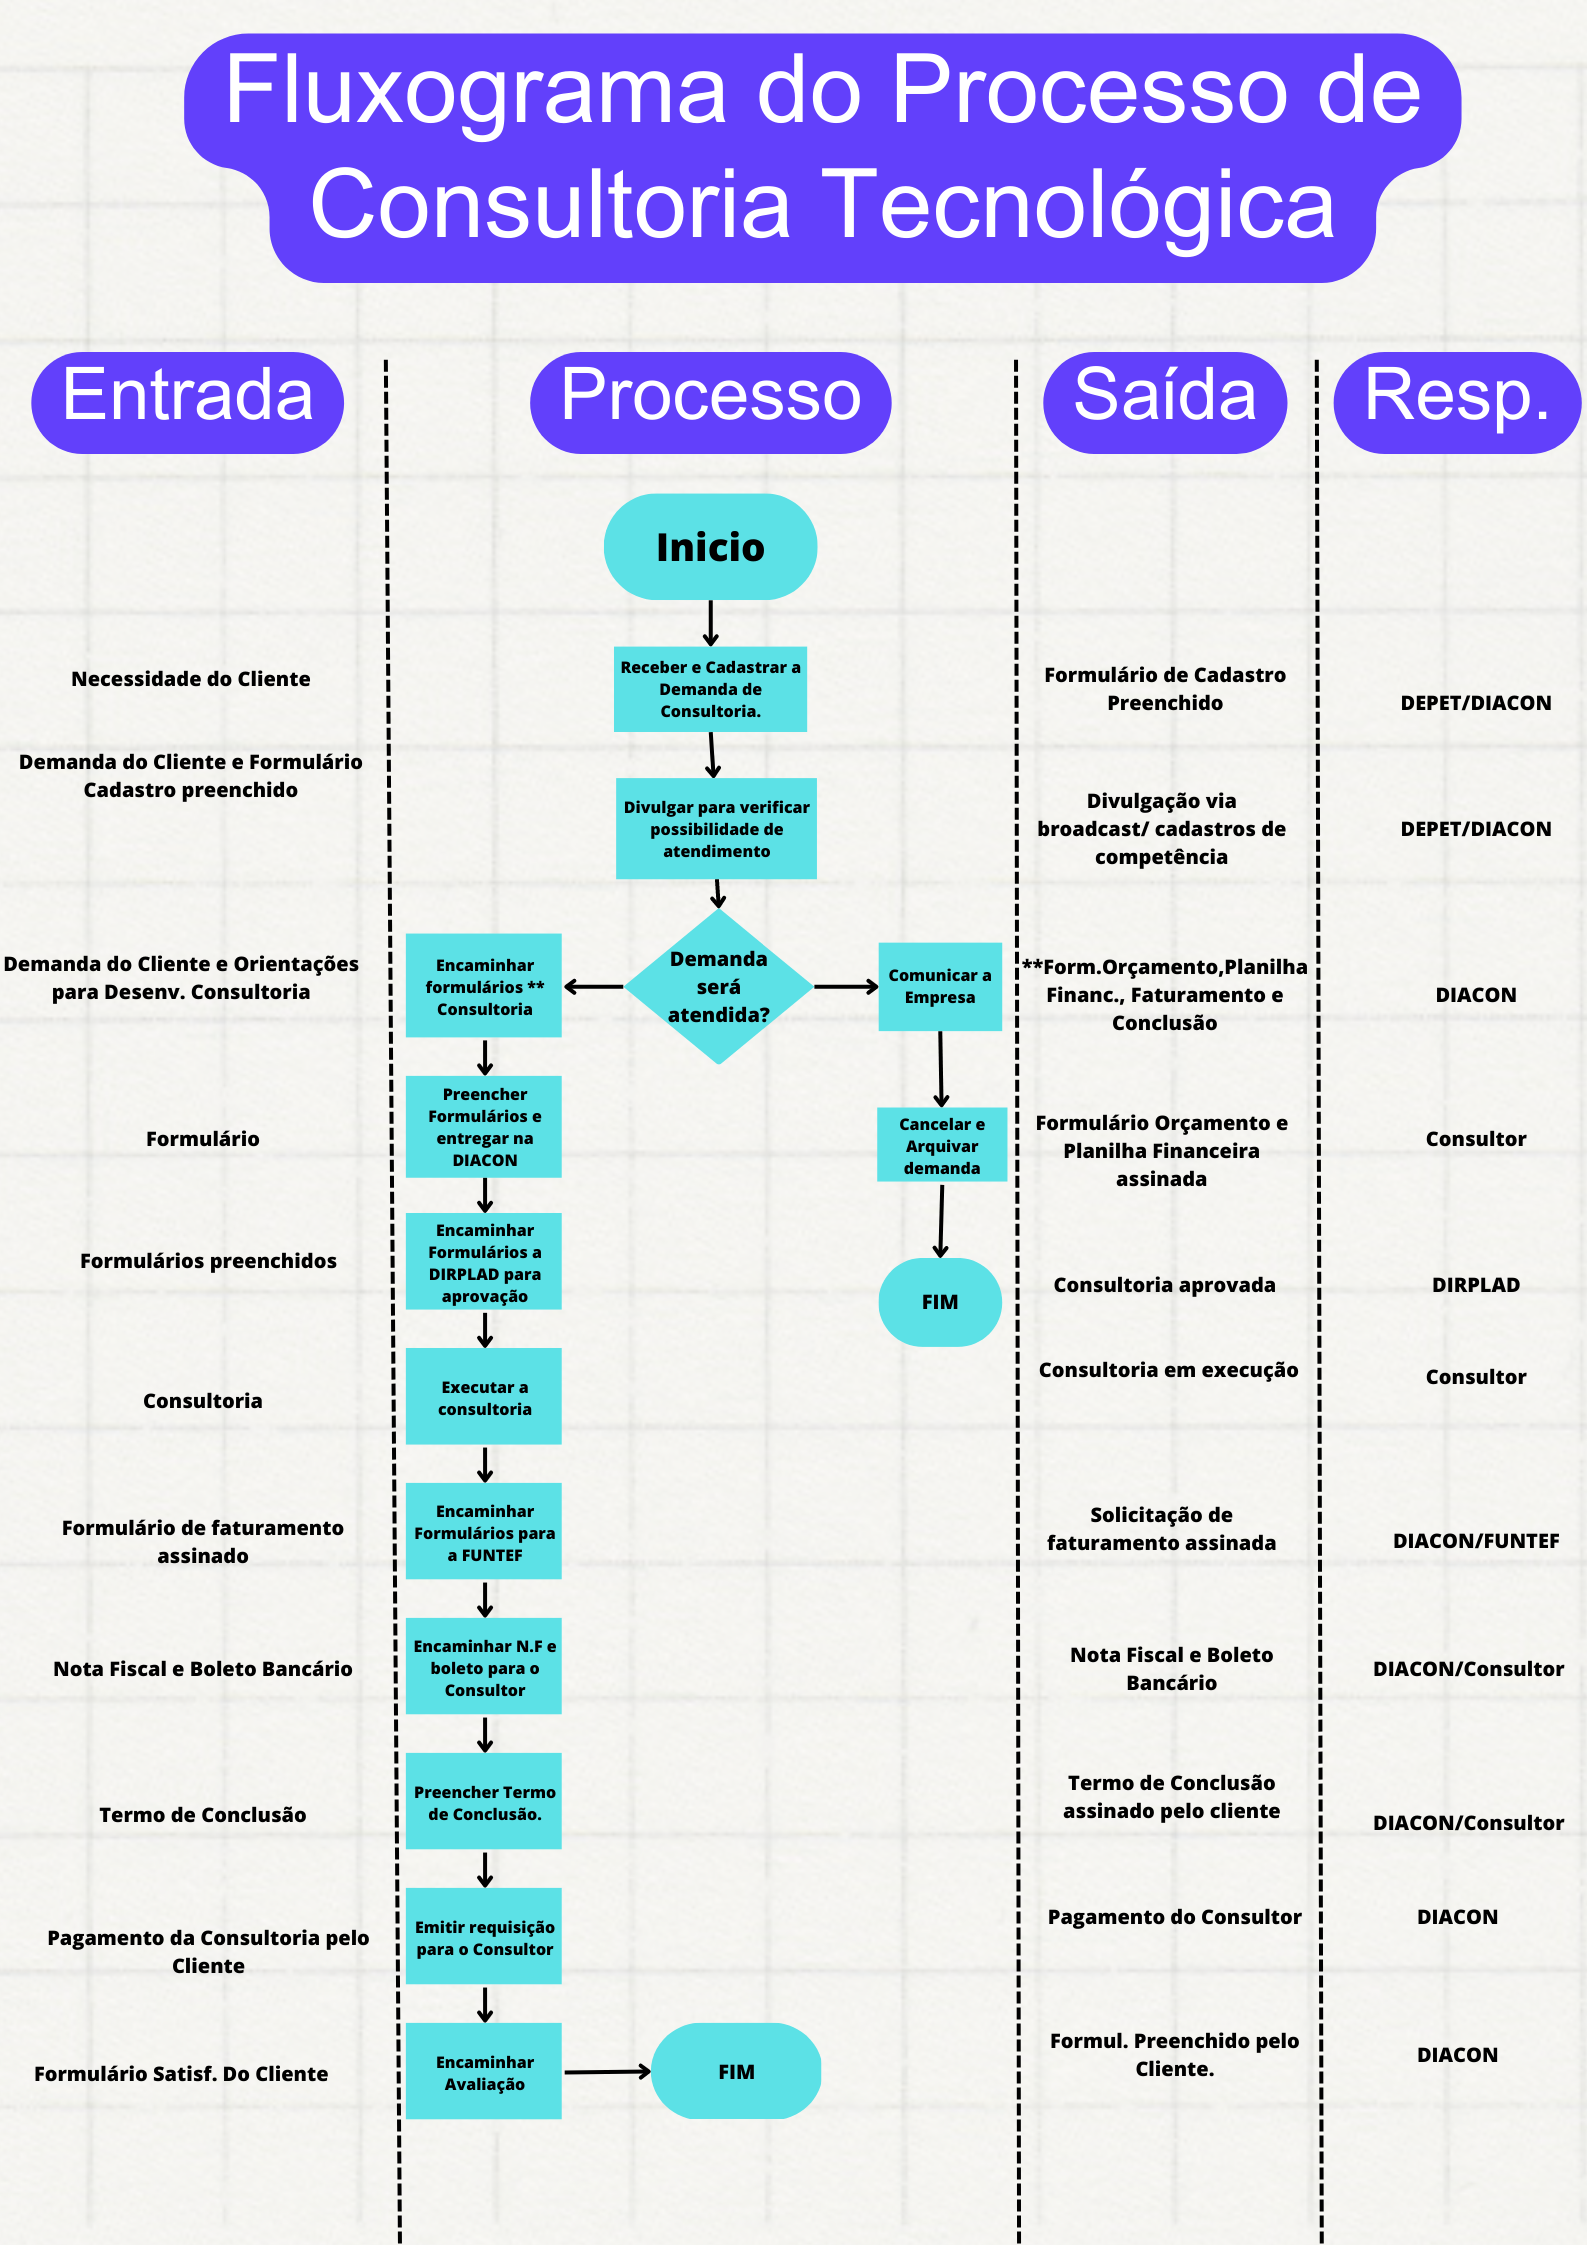 Fluxograma do Processo de
Consultoria Tecnológica
Entrada
Processo
Saída
Resp.
Inicio
Necessidade do Cliente
Receber e Cadastrar a
Demanda de
Consultoria.
Formulário de Cadastro
Preenchido
DEPET/DIACON
Demanda do Cliente e Formulário
Cadastro preenchido
Divulgar para verificar
possibilidade de
atendimento
Divulgação via
broadcast/ cadastros de
competência
DEPET/DIACON
Demanda do Cliente e Orientações
para Desenv. Consultoria
Encaminhar
formulários **
Consultoria
Demanda
será
atendida?
Comunicar a
Empresa
**Form.Orçamento,Planilha
Financ., Faturamento e
Conclusão
DIACON
Formulário
Preencher
Formulários e
entregar na
DIACON
Cancelar e
Arquivar
demanda
Formulário Orçamento e
Planilha Financeira
assinada
Consultor
Formulários preenchidos
Encaminhar
Formulários a
DIRPLAD para
aprovação
FIM
Consultoria aprovada
DIRPLAD
Consultoria
Executar a
consultoria
Consultoria em execução
Consultor
Formulário de faturamento
assinado
Encaminhar
Formulários para
a FUNTEF
Solicitação de
faturamento assinada
DIACON/FUNTEF
Nota Fiscal e Boleto Bancário
Encaminhar N.F e
boleto para o
Consultor
Nota Fiscal e Boleto
Bancário
DIACON/Consultor
Termo de Conclusão
Preencher Termo
de Conclusão.
Termo de Conclusão
assinado pelo cliente
DIACON/Consultor
Pagamento da Consultoria pelo
Cliente
Emitir requisição
para o Consultor
Pagamento do Consultor
DIACON
Formulário Satisf. Do Cliente
Encaminhar
Avaliação
FIM
Formul. Preenchido pelo
Cliente.
DIACON